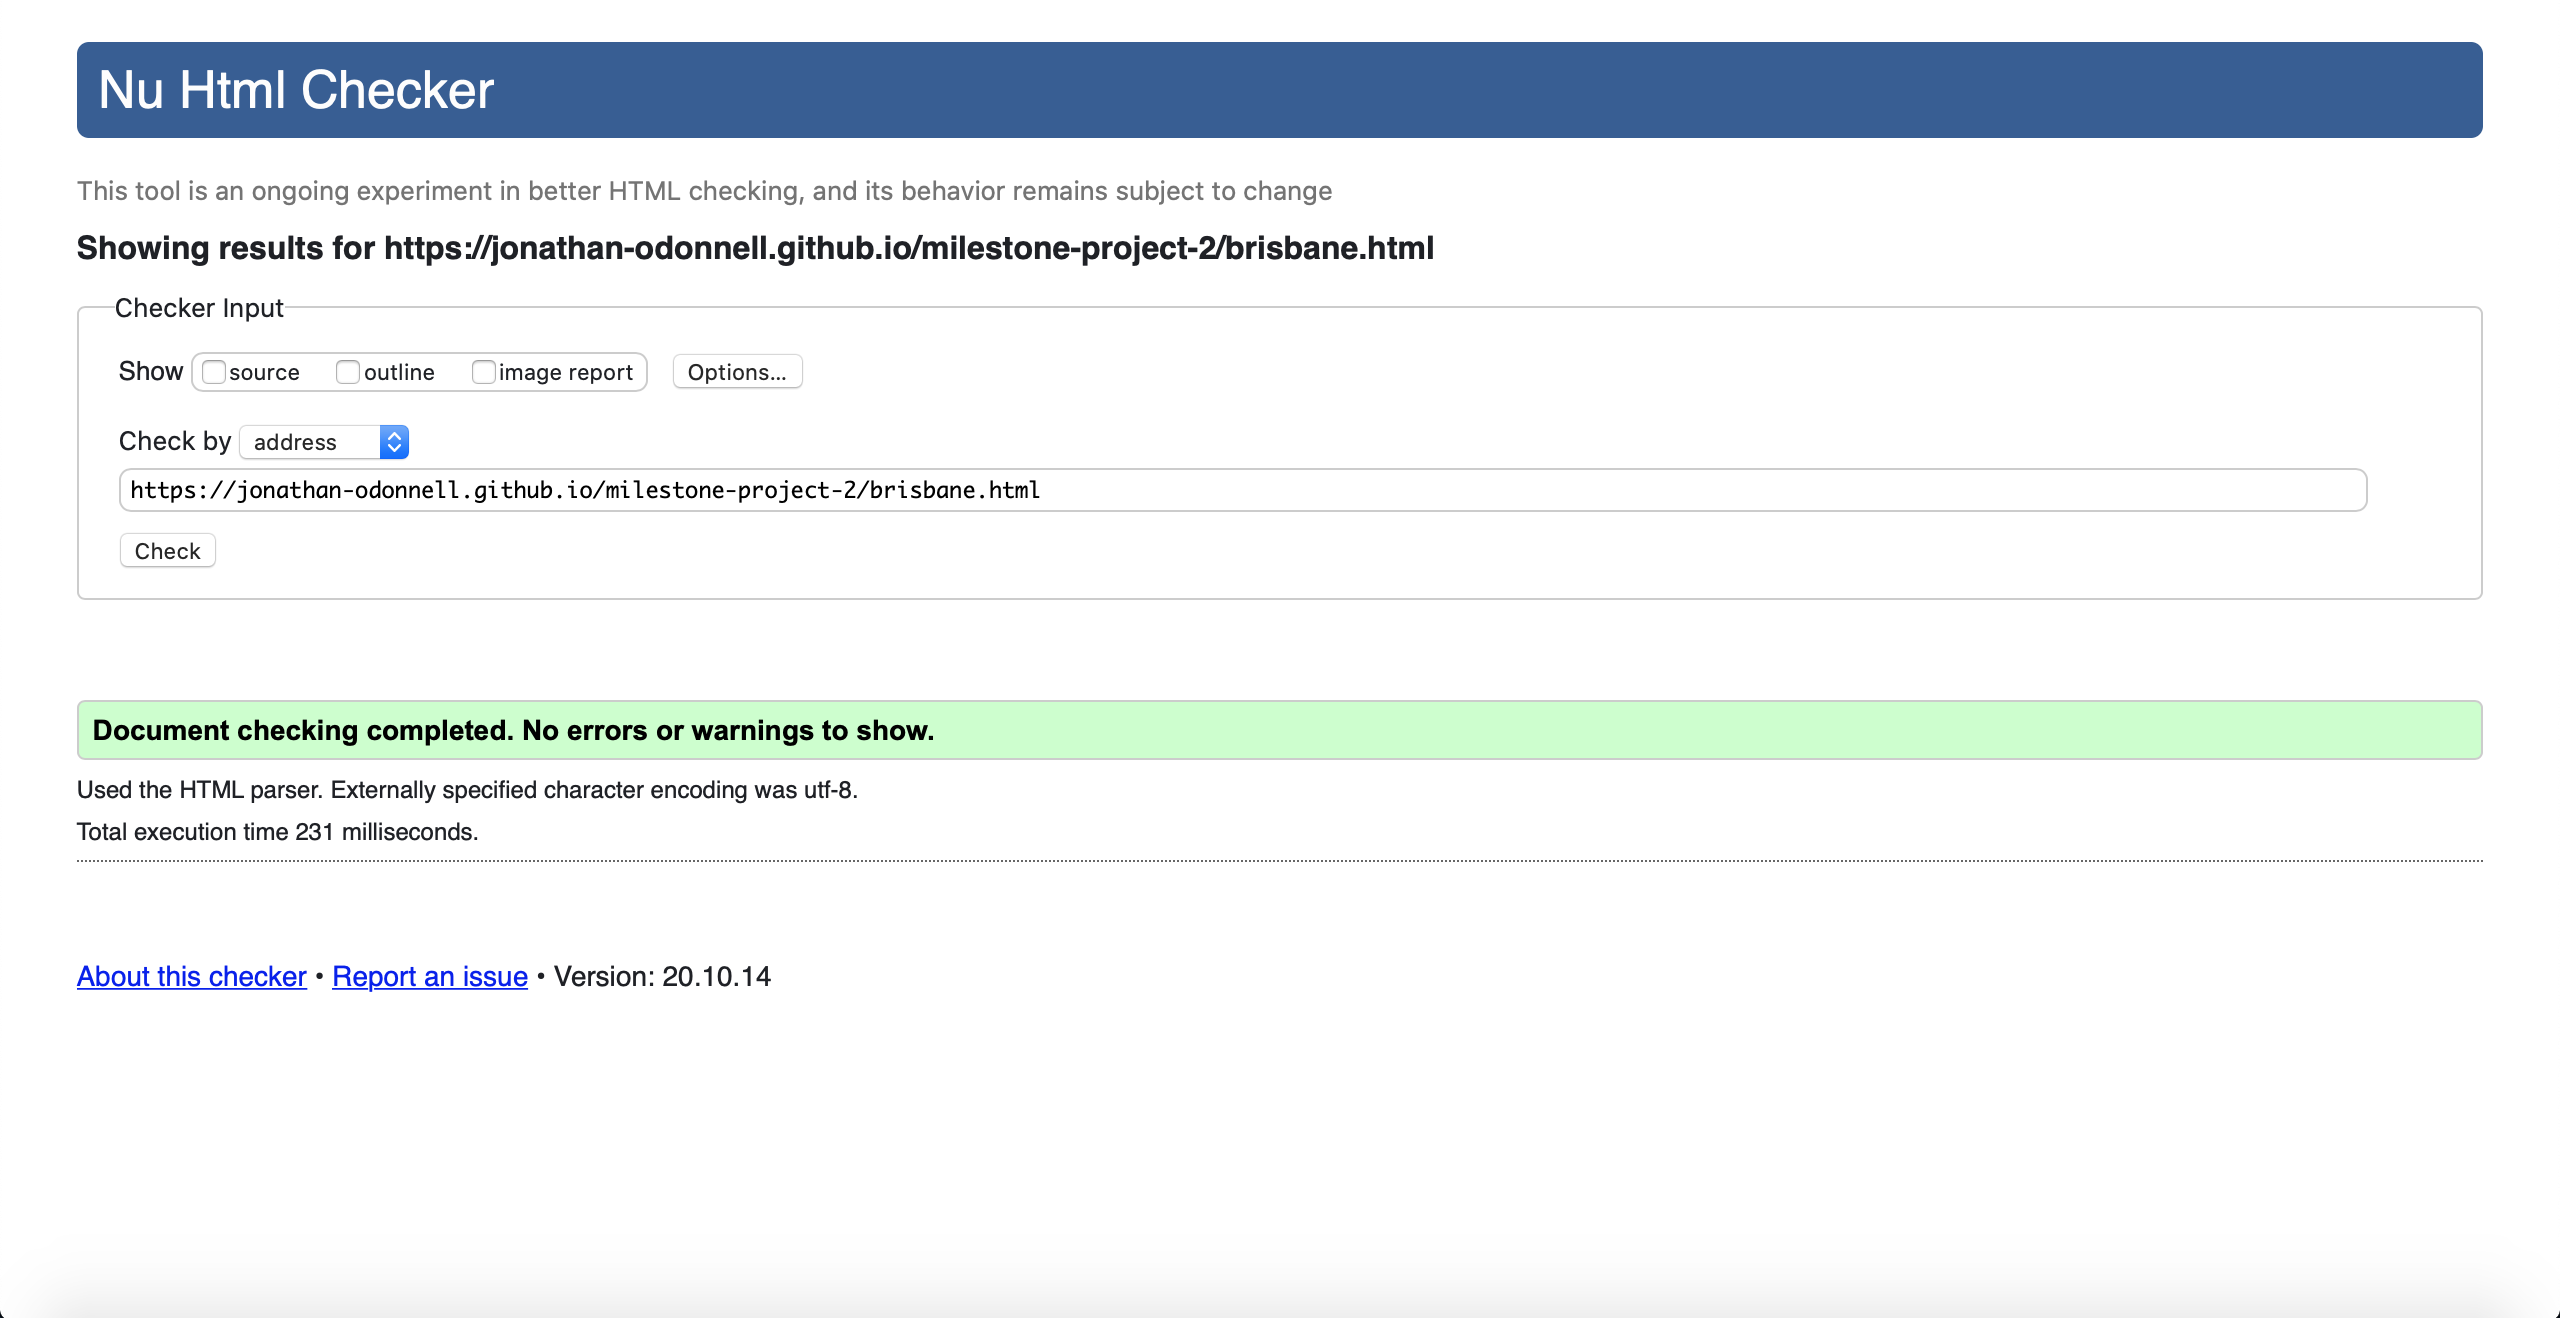 Nu Html Checker
This tool is an ongoing experiment in better HTML checking, and its behavior remains subject to change
Showing results for https://jonathan-odonnell.github.io/milestone-project-2/brisbane.html
Checker Input
Show source outline image report Options...
Check by address
https://jonathan-odonnell.github.io/milestone-project-2/brisbane.html
Check
Document checking completed. No errors or warnings to show.
Used the HTML parser. Externally specified character encoding was utf-8.
Total execution time 231 milliseconds.
About this checker • Report an issue • Version: 20.10.14